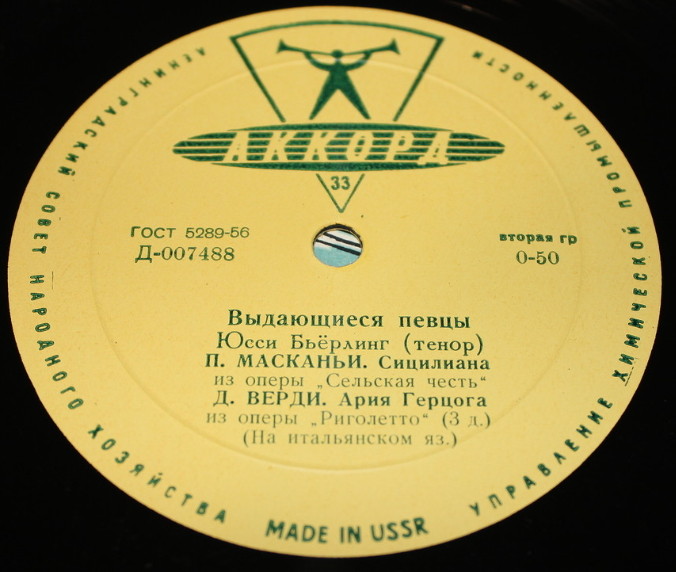 ЛЕНИНГРАДСКИЙ СОВЕТ НАРОДНОГО ХОЗЯЙСТВА
УПРАВЛЕНИЕ ХИМИЧЕСКОЙ ПРОМЫШЛЕННОСТИ
АККОРД
33
ГОСТ 5289-56
Д-007488
вторая гр
0-50
Выдающиеся певцы
Юсси Бьёрлинг (тенор)
П. МАСКАНЬИ. Сицилиана
из оперы „Сельская честь“
Д. ВЕРДИ. Ария Герцога
из оперы „Риголетто“ (3 д.)
(На итальянском яз.)
MADE IN USSR